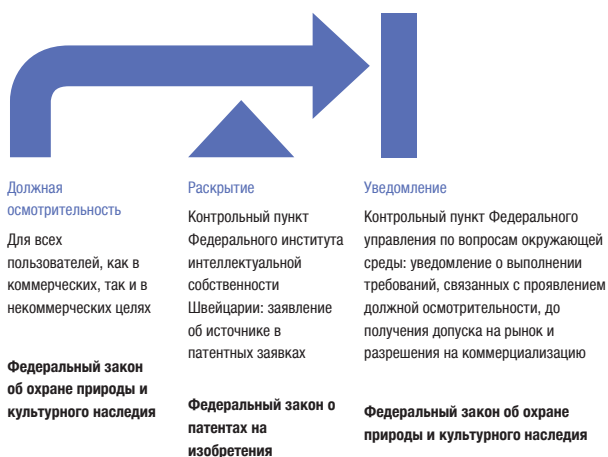 Должная
осмотрительность
Для всех
пользователей, как в
коммерческих, так и в
некоммерческих целях
Федеральный закон
об охране природы и
культурного наследия
Раскрытие
Контрольный пункт
Федерального института
интеллектуальной
собственности
Швейцарии: заявление
об источнике в
патентных заявках
Федеральный закон о
патентах на
изобретения
Уведомление
Контрольный пункт Федерального
управления по вопросам окружающей
среды: уведомление о выполнении
требований, связанных с проявлением
должной осмотрительности, до
получения допуска на рынок и
разрешения на коммерциализацию
Федеральный закон об охране
природы и культурного наследия